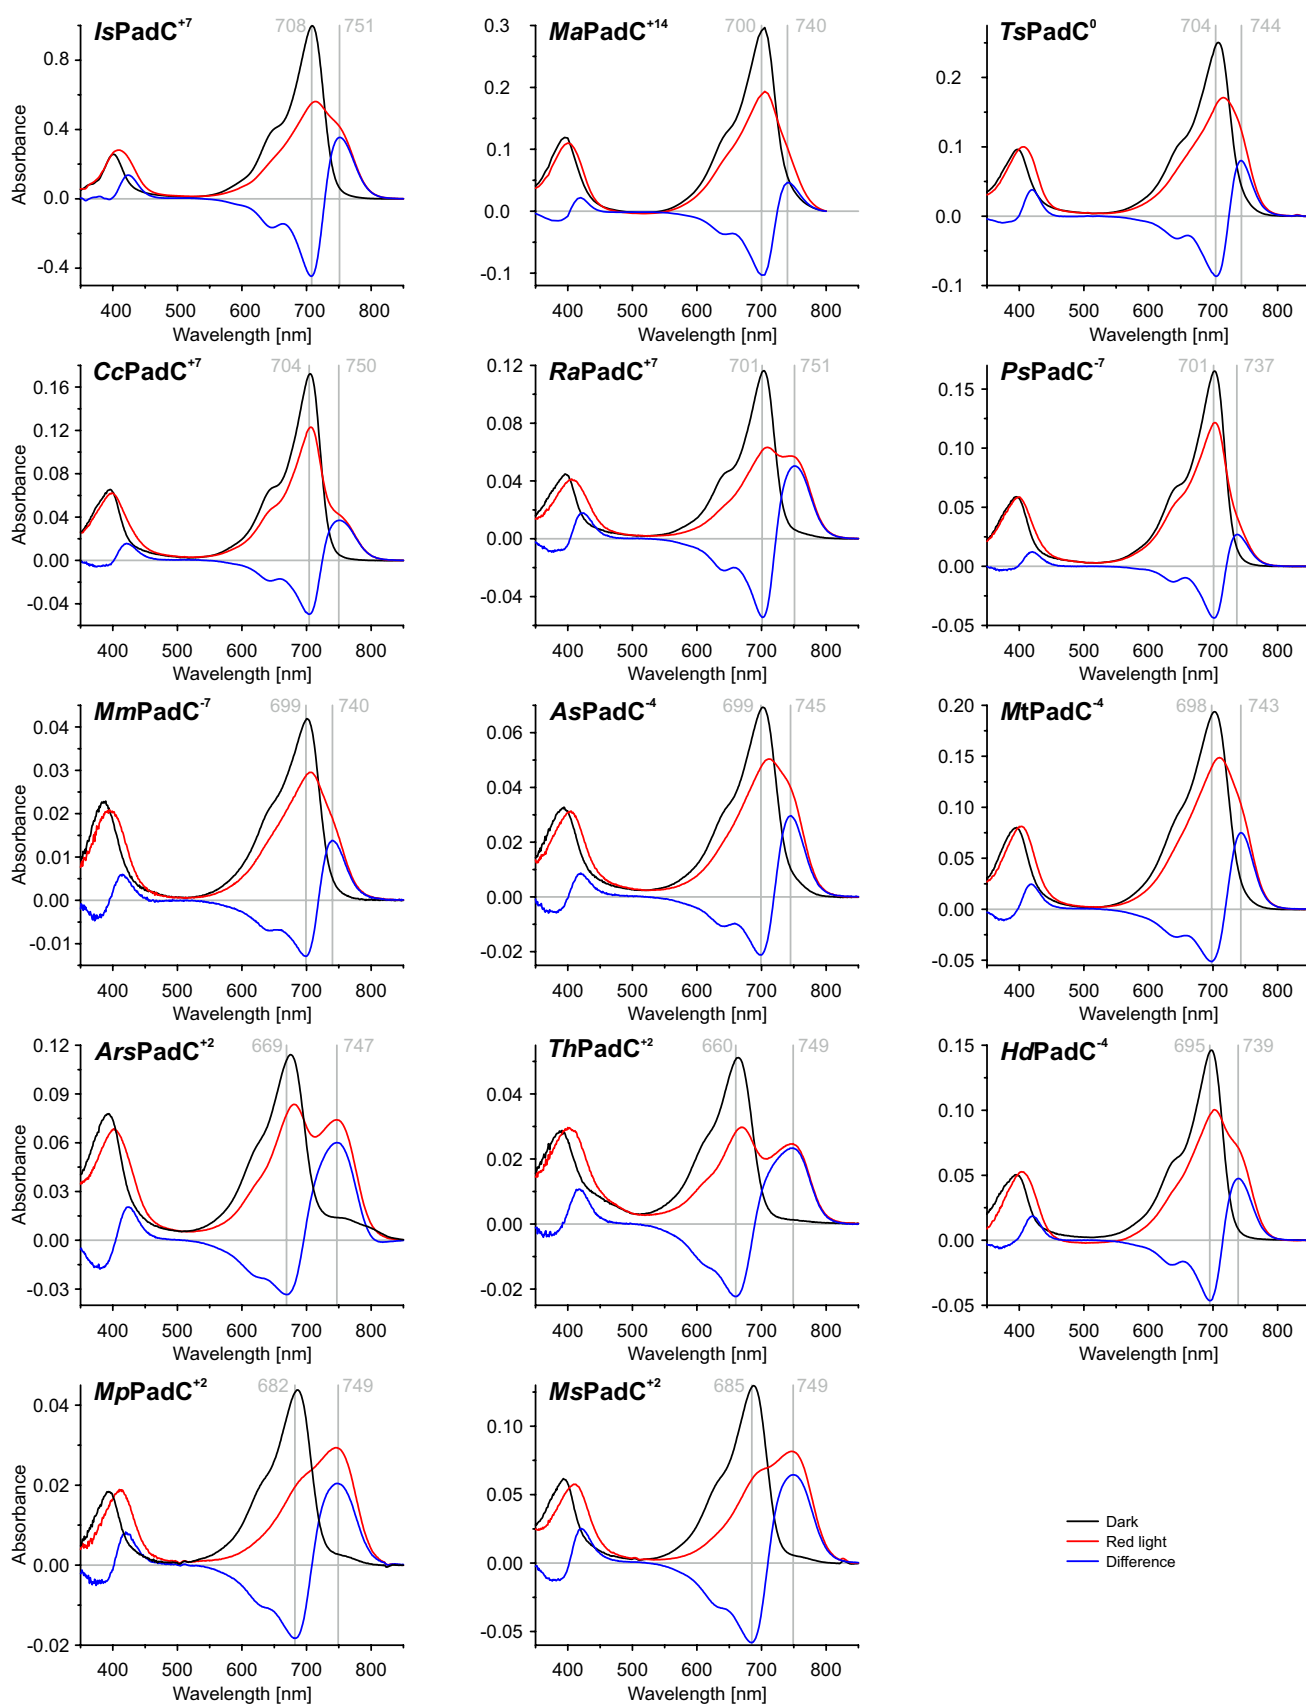 IsPadC+7
708
751
0.8
0.4
0.0
-0.4
Absorbance
400 500 600 700 800
Wavelength [nm]
MaPadC+14
700
740
0.3
0.2
0.1
0.0
-0.1
400 500 600 700 800
Wavelength [nm]
TsPadC0
704
744
0.2
0.1
0.0
-0.1
400 500 600 700 800
Wavelength [nm]
CcPadC+7
704
750
0.16
0.12
0.08
0.04
0.00
-0.04
Absorbance
400 500 600 700 800
Wavelength [nm]
RaPadC+7
701
751
0.12
0.08
0.04
0.00
-0.04
400 500 600 700 800
Wavelength [nm]
PsPadC-7
701
737
0.15
0.10
0.05
0.00
-0.05
400 500 600 700 800
Wavelength [nm]
MmPadC-7
699
740
0.04
0.03
0.02
0.01
0.00
-0.01
Absorbance
400 500 600 700 800
Wavelength [nm]
AsPadC-4
699
745
0.06
0.04
0.02
0.00
-0.02
400 500 600 700 800
Wavelength [nm]
MtPadC-4
698
743
0.20
0.15
0.10
0.05
0.00
-0.05
400 500 600 700 800
Wavelength [nm]
ArsPadC+2
669
747
0.12
0.09
0.06
0.03
0.00
-0.03
Absorbance
400 500 600 700 800
Wavelength [nm]
ThPadC+2
660
749
0.04
0.02
0.00
-0.02
400 500 600 700 800
Wavelength [nm]
HdPadC-4
695
739
0.15
0.10
0.05
0.00
-0.05
400 500 600 700 800
Wavelength [nm]
MpPadC+2
682
749
0.04
0.02
0.00
-0.02
Absorbance
400 500 600 700 800
Wavelength [nm]
MsPadC+2
685
749
0.10
0.05
0.00
-0.05
400 500 600 700 800
Wavelength [nm]
Dark
Red light
Difference